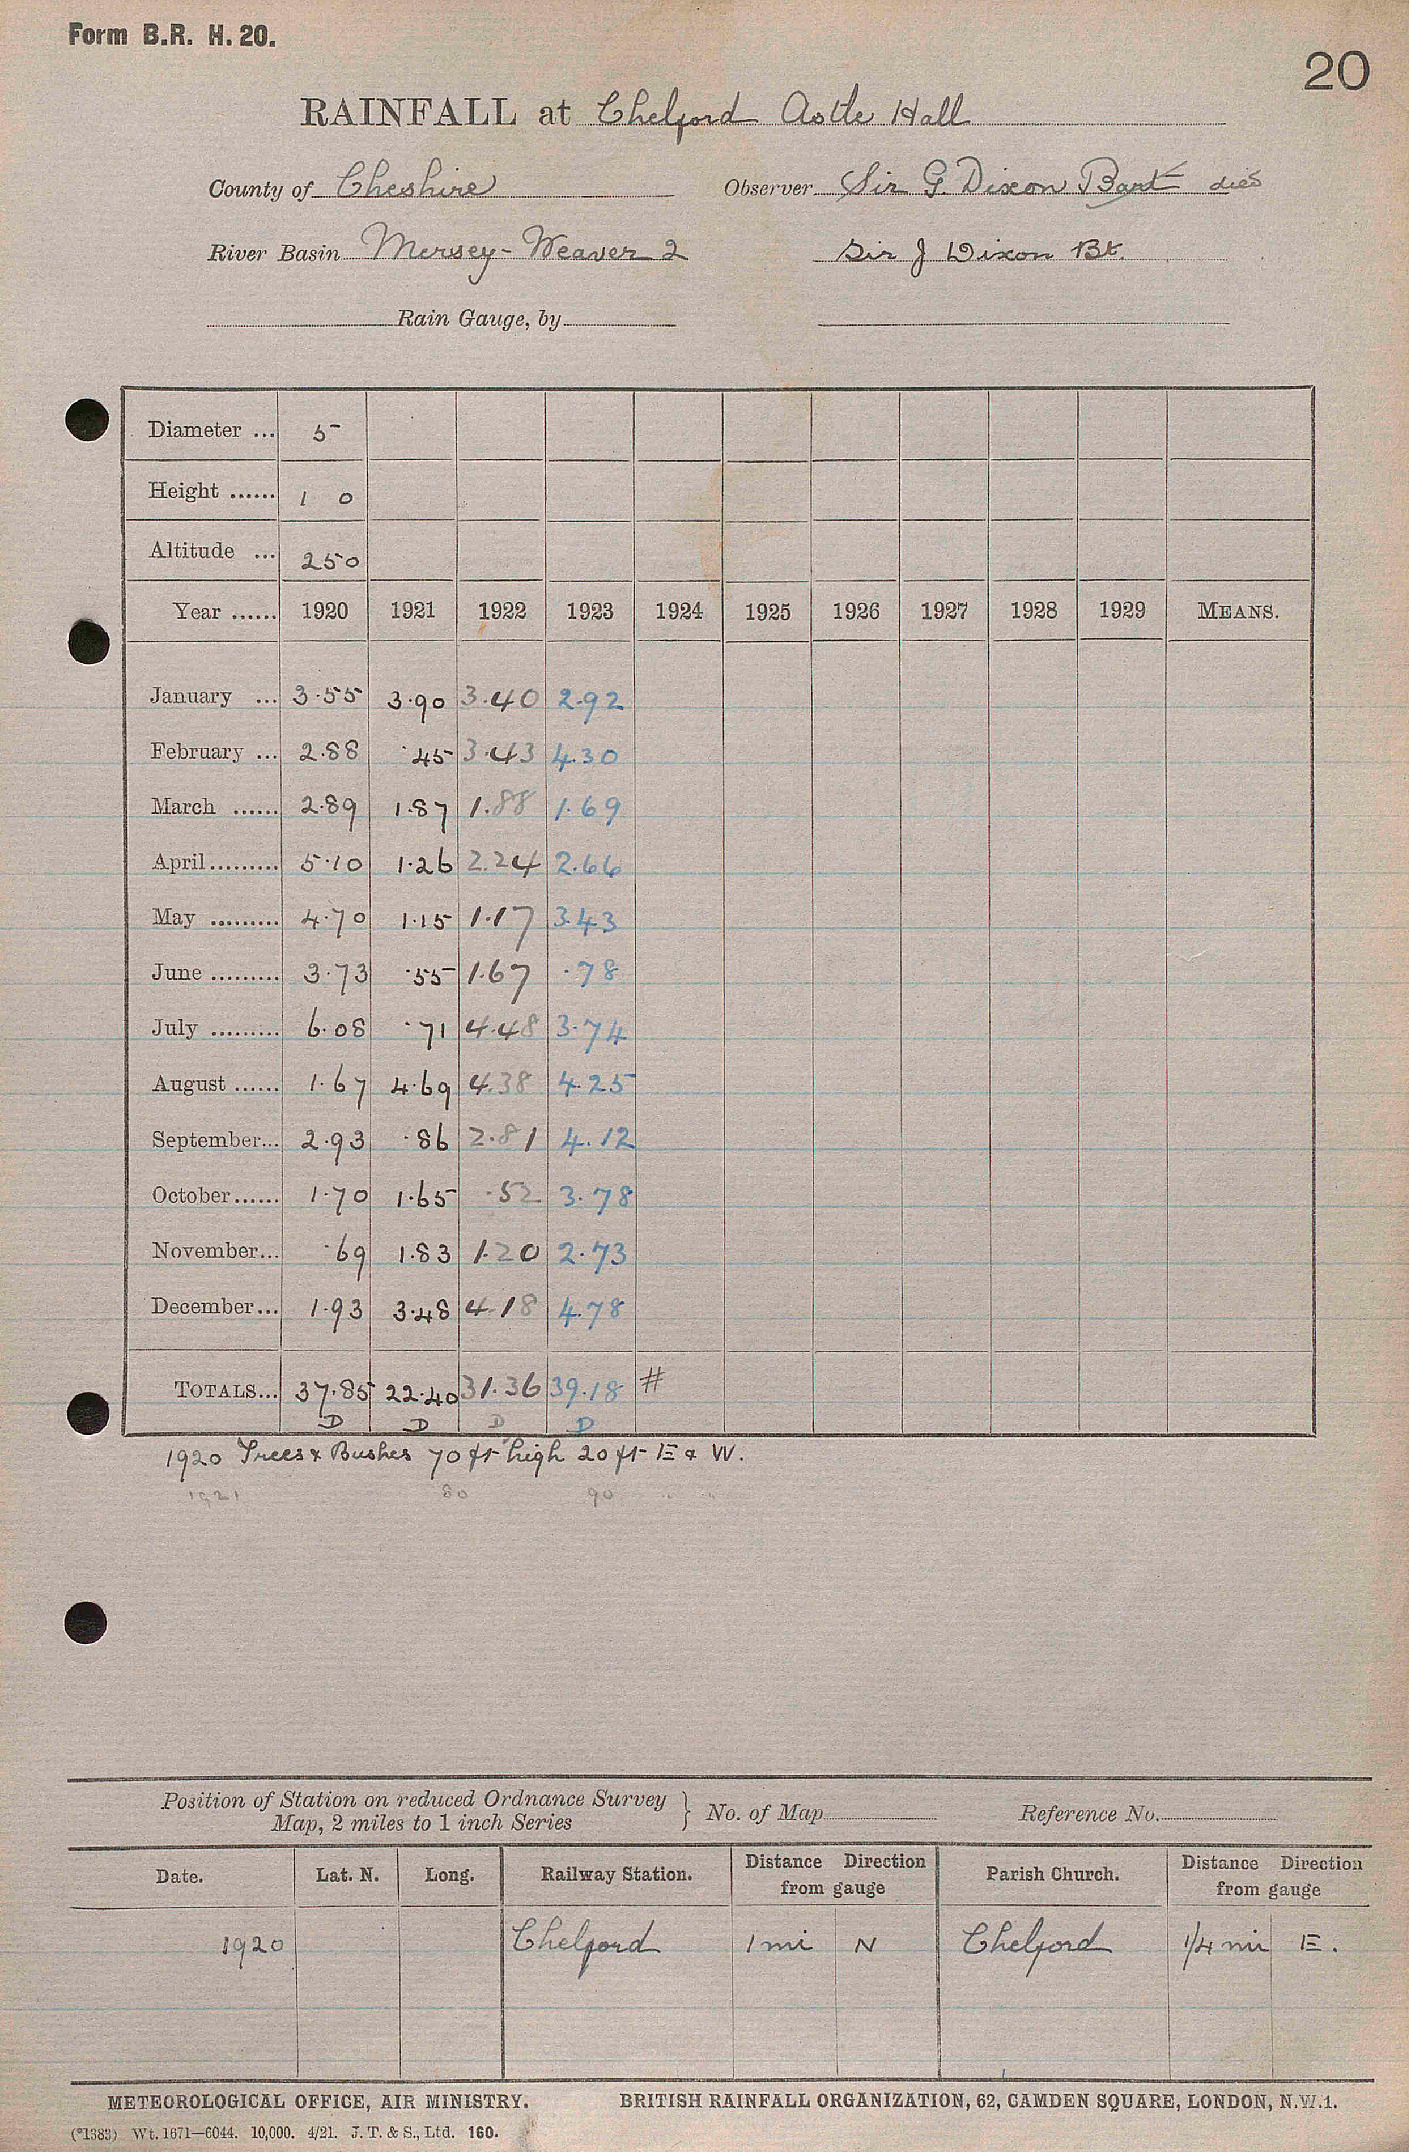 Form B.R. H. 20.
20
RAINFALL at Chelford Astle Hall
County of Cheshire Observer Sir G. Dixon Bart died
River Basin Mersey - Weaver 2 Sir J Dixon Bt.
Rain Gauge, by
Diameter ... 5
Height ...... 1 0
Altitude ... 250
Year ...... 1920 1921 1922 1923 1924 1925 1926 1927 1928 1929 MEANS.
January ... 3.55 3.90 3.40 2.92
February ... 2.88 .45 3.43 4.30
March ...... 2.89 1.87 1.88 1.69
April ......... 5.10 1.26 2.24 2.66
May ......... 4.70 1.15 1.17 3.43
June ......... 3.73 .55 1.67 .78
July ......... 6.08 .71 4.48 3.74
August ...... 1.67 4.69 4.38 4.25
September... 2.93 .86 2.81 4.12
October ...... 1.70 1.65 .52 3.78
November... .69 1.83 1.20 2.73
December... 1.93 3.48 4.18 4.78
TOTALS... 37.85 22.40 31.36 39.18 #
D D D D
1920 Trees & Bushes 70 ft high 20 ft E & W.
1921 80 90 " "
Position of Station on reduced Ordnance Survey
Map, 2 miles to 1 inch Series } No. of Map Reference No.
Date. Lat. N. Long. Railway Station. Distance Direction from gauge Parish Church. Distance Direction from gauge
1920 Chelford 1 mi N Chelford 1/4 mi E.
METEOROLOGICAL OFFICE, AIR MINISTRY. BRITISH RAINFALL ORGANIZATION, 62, CAMDEN SQUARE, LONDON, N.W.1.
(*1383) Wt. 1671—6044. 10,000. 4/21. J. T. & S., Ltd. 160.